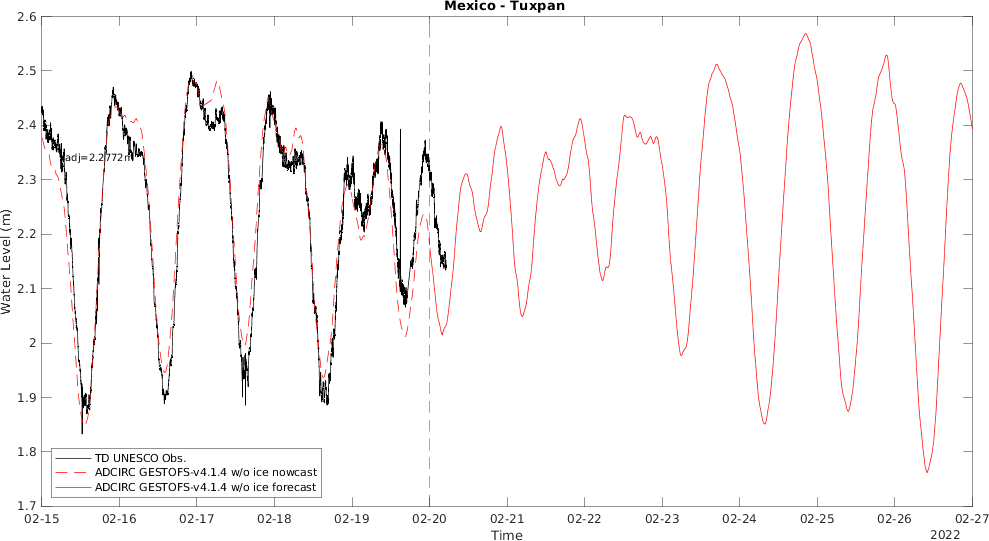 Mexico - Tuxpan
Water Level (m)
2.6
2.5
2.4
2.3
2.2
2.1
2
1.9
1.8
1.7
adj=2.2772m
TD UNESCO Obs.
ADCIRC GESTOFS-v4.1.4 w/o ice nowcast
ADCIRC GESTOFS-v4.1.4 w/o ice forecast
02-15 02-16 02-17 02-18 02-19 02-20 02-21 02-22 02-23 02-24 02-25 02-26 02-27
Time
2022